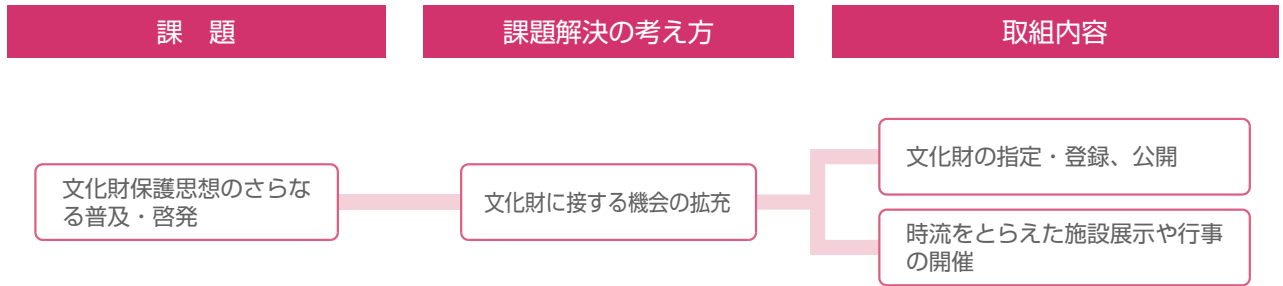 課　題
課題解決の考え方
取組内容
文化財保護思想のさらな
る普及・啓発
文化財に接する機会の拡充
文化財の指定・登録、公開
時流をとらえた施設展示や行事
の開催